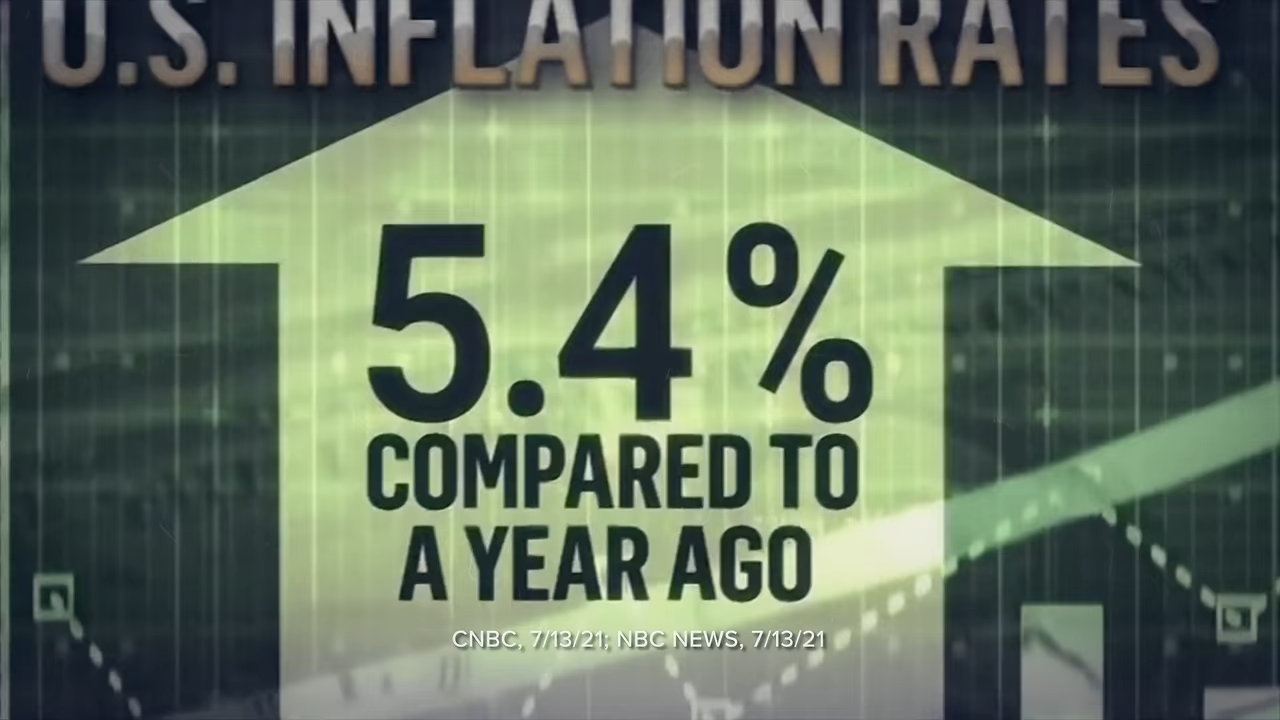 U.S. INFLATION RATES
5.4%
COMPARED TO
A YEAR AGO
CNBC, 7/13/21; NBC NEWS, 7/13/21